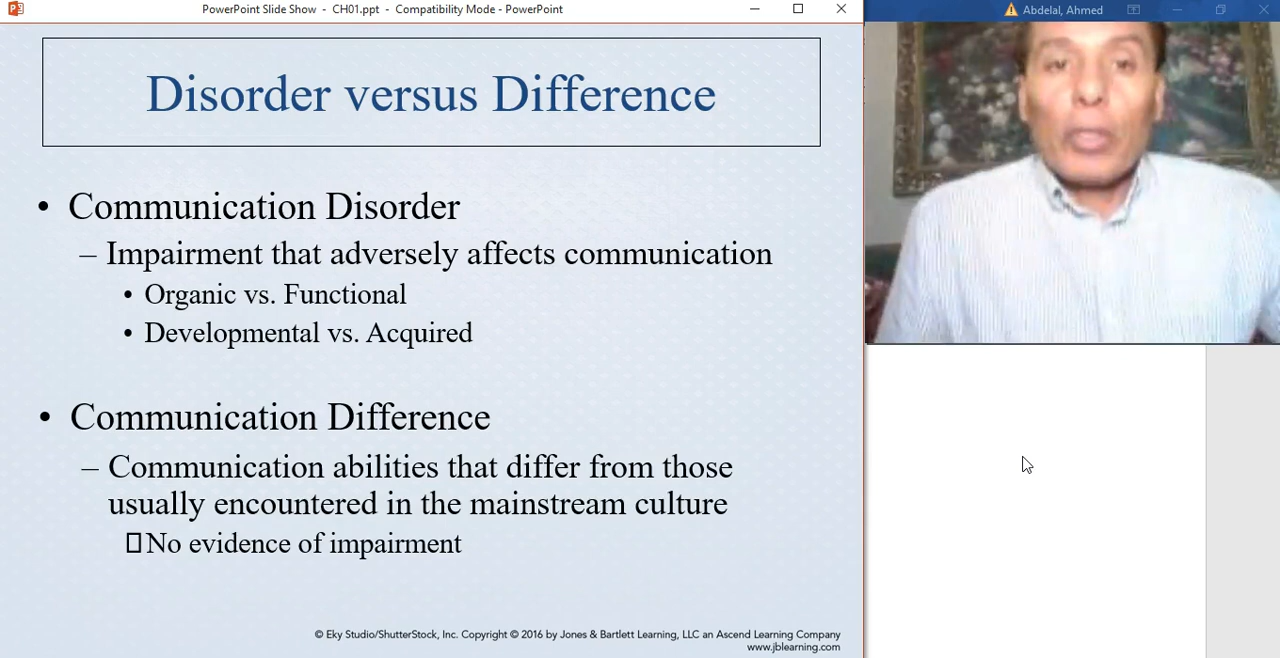 PowerPoint Slide Show - CH01.ppt - Compatibility Mode - PowerPoint
Abdelal, Ahmed
Disorder versus Difference
• Communication Disorder
– Impairment that adversely affects communication
• Organic vs. Functional
• Developmental vs. Acquired
• Communication Difference
– Communication abilities that differ from those
usually encountered in the mainstream culture
No evidence of impairment
© Eky Studio/ShutterStock, Inc. Copyright © 2016 by Jones & Bartlett Learning, LLC an Ascend Learning Company
www.jblearning.com